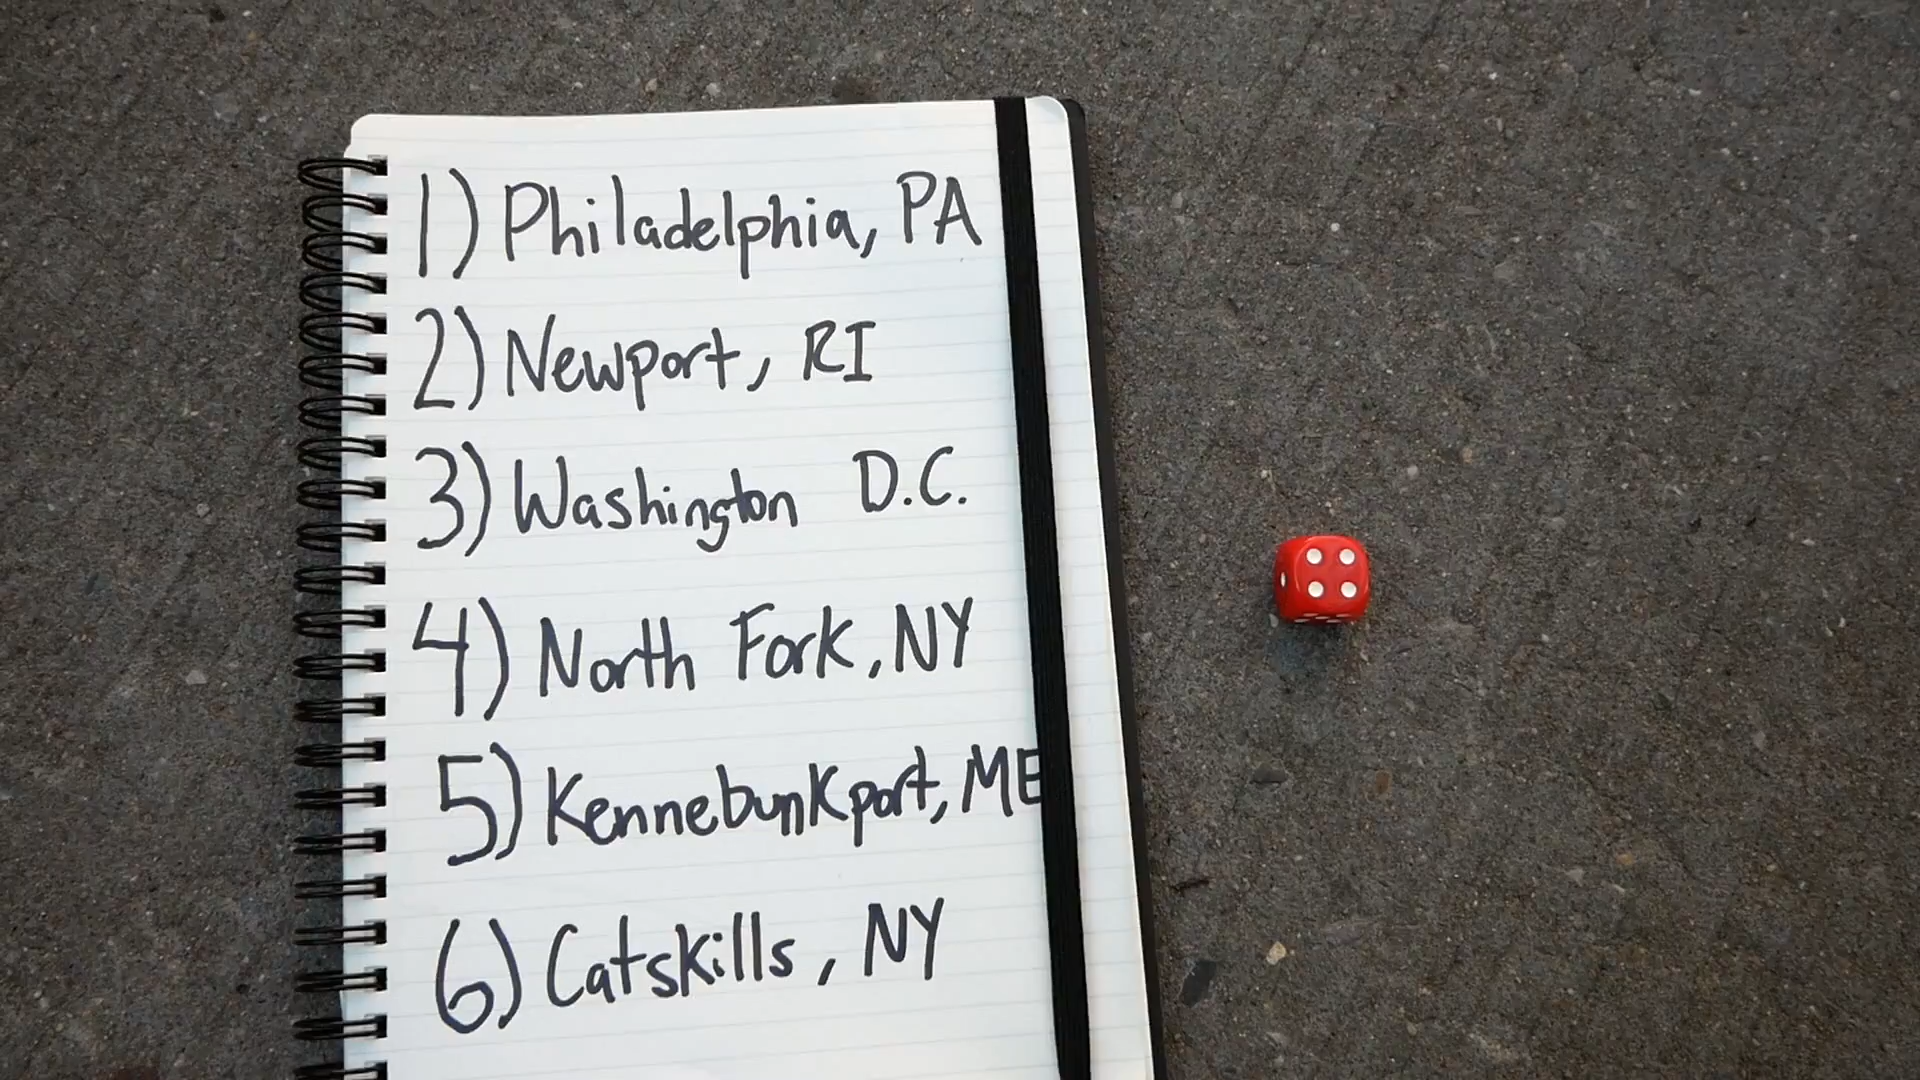 1) Philadelphia, PA
2) Newport, RI
3) Washington D.C.
4) North Fork, NY
5) Kennebunkport, ME
6) Catskills, NY